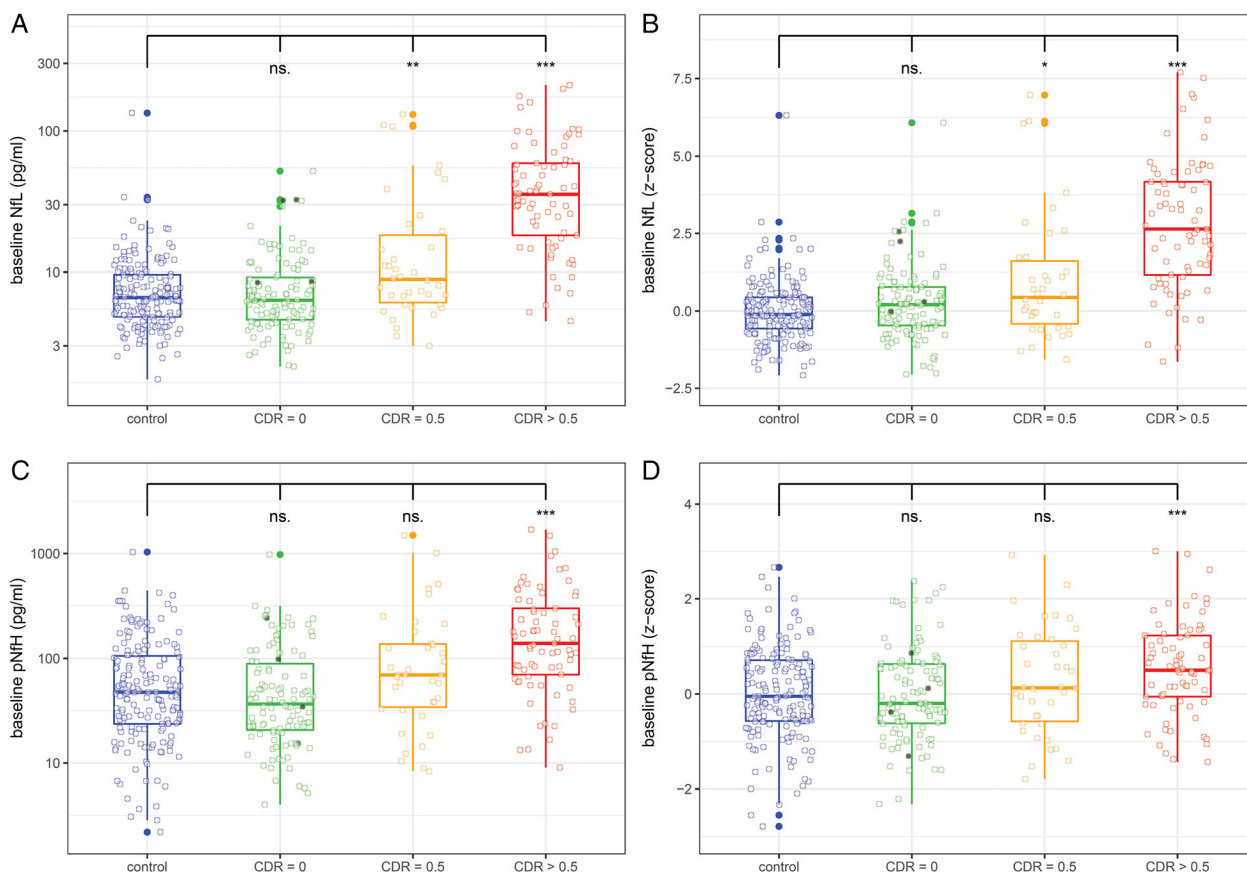 A
baseline NfL (pg/ml)
300
100
30
10
3
ns.
**
***
control
CDR = 0
CDR = 0.5
CDR > 0.5
B
baseline NfL (z−score)
7.5
5.0
2.5
0.0
−2.5
ns.
*
***
control
CDR = 0
CDR = 0.5
CDR > 0.5
C
baseline pNfH (pg/ml)
1000
100
10
ns.
ns.
***
control
CDR = 0
CDR = 0.5
CDR > 0.5
D
baseline pNfH (z−score)
4
2
0
−2
ns.
ns.
***
control
CDR = 0
CDR = 0.5
CDR > 0.5